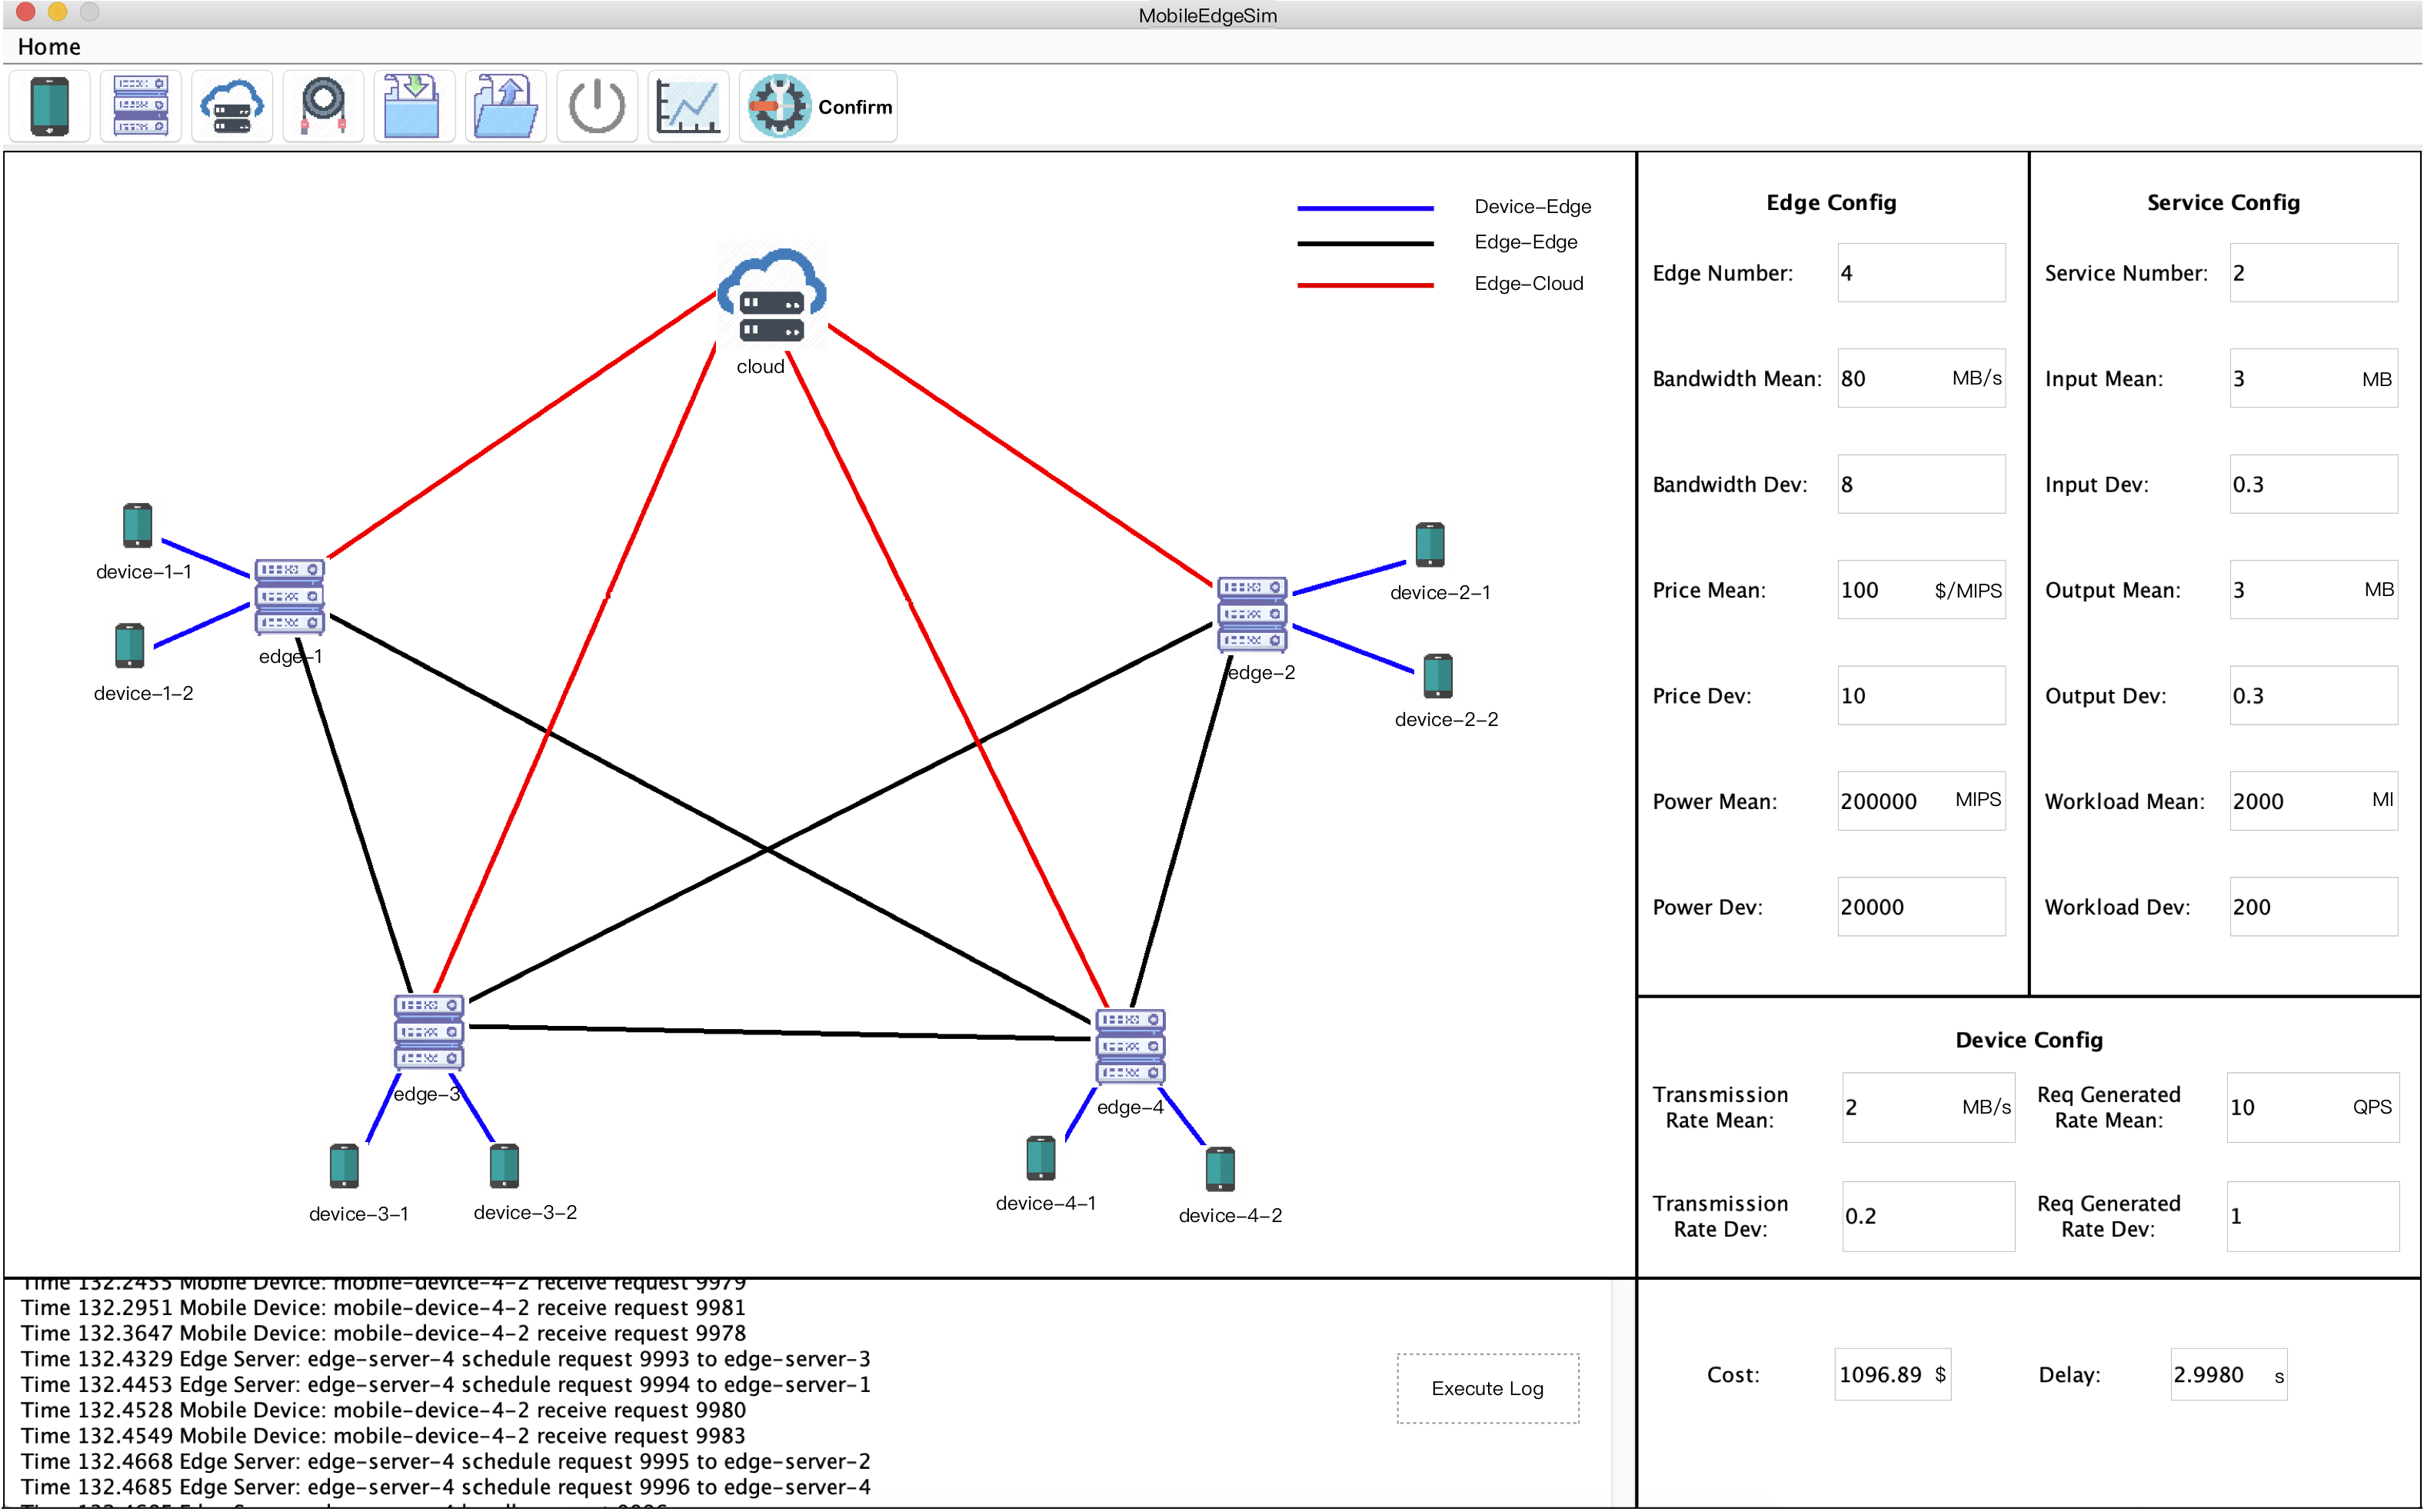 MobileEdgeSim
Home
Confirm
Device-Edge
Edge-Edge
Edge-Cloud
cloud
device-1-1
edge-1
device-1-2
device-2-1
edge-2
device-2-2
edge-3
edge-4
device-3-1
device-3-2
device-4-1
device-4-2
Edge Config
Edge Number: 4
Bandwidth Mean: 80 MB/s
Bandwidth Dev: 8
Price Mean: 100 $/MIPS
Price Dev: 10
Power Mean: 200000 MIPS
Power Dev: 20000
Service Config
Service Number: 2
Input Mean: 3 MB
Input Dev: 0.3
Output Mean: 3 MB
Output Dev: 0.3
Workload Mean: 2000 MI
Workload Dev: 200
Device Config
Transmission
Rate Mean: 2 MB/s
Req Generated
Rate Mean: 10 QPS
Transmission
Rate Dev: 0.2
Req Generated
Rate Dev: 1
Time 132.2455 Mobile Device: mobile-device-4-2 receive request 9979
Time 132.2951 Mobile Device: mobile-device-4-2 receive request 9981
Time 132.3647 Mobile Device: mobile-device-4-2 receive request 9978
Time 132.4329 Edge Server: edge-server-4 schedule request 9993 to edge-server-3
Time 132.4453 Edge Server: edge-server-4 schedule request 9994 to edge-server-1
Time 132.4528 Mobile Device: mobile-device-4-2 receive request 9980
Time 132.4549 Mobile Device: mobile-device-4-2 receive request 9983
Time 132.4668 Edge Server: edge-server-4 schedule request 9995 to edge-server-2
Time 132.4685 Edge Server: edge-server-4 schedule request 9996 to edge-server-4
Execute Log
Cost: 1096.89 $
Delay: 2.9980 s